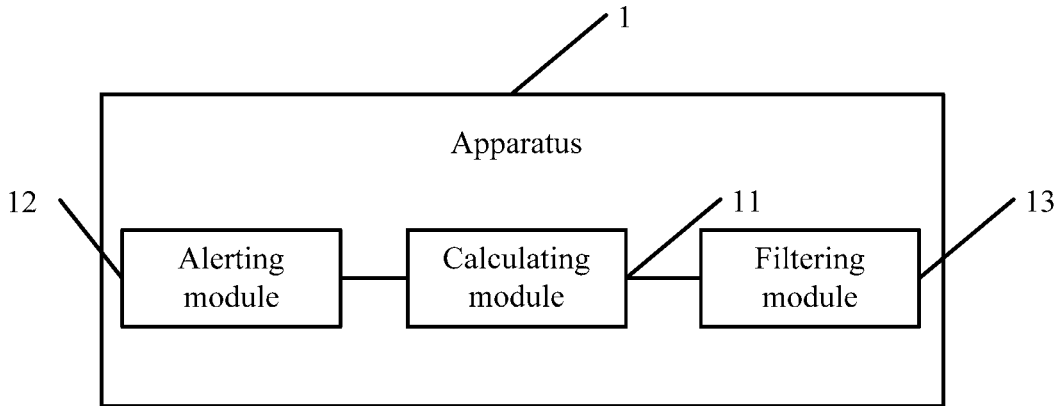 1
Apparatus
12
11
13
Alerting
module
Calculating
module
Filtering
module